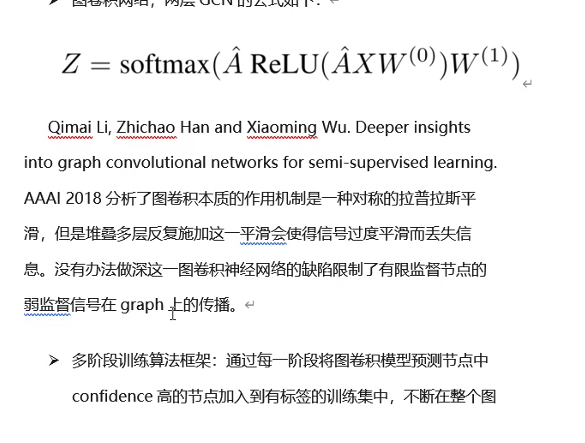 ➢ 图卷积网络，两层 GCN 的公式如下：
Z = softmax(Â ReLU(ÂXW⁽⁰⁾)W⁽¹⁾)
Qimai Li, Zhichao Han and Xiaoming Wu. Deeper insights
into graph convolutional networks for semi-supervised learning.
AAAI 2018 分析了图卷积本质的作用机制是一种对称的拉普拉斯平
滑，但是堆叠多层反复施加这一平滑会使得信号过度平滑而丢失信
息。没有办法做深这一图卷积神经网络的缺陷限制了有限监督节点的
弱监督信号在 graph 上的传播。
➢ 多阶段训练算法框架：通过每一阶段将图卷积模型预测节点中
confidence 高的节点加入到有标签的训练集中，不断在整个图